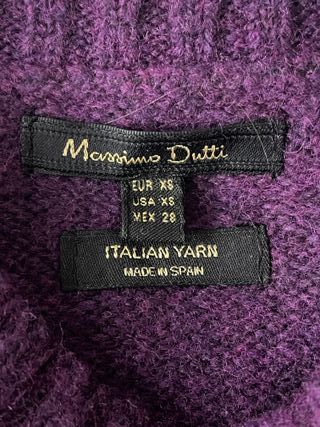 Massimo Dutti
EUR XS
USA XS
MEX 28
ITALIAN YARN
MADE IN SPAIN